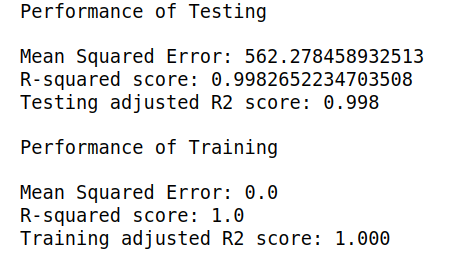 Performance of Testing
Mean Squared Error: 562.278458932513
R-squared score: 0.9982652234703508
Testing adjusted R2 score: 0.998
Performance of Training
Mean Squared Error: 0.0
R-squared score: 1.0
Training adjusted R2 score: 1.000